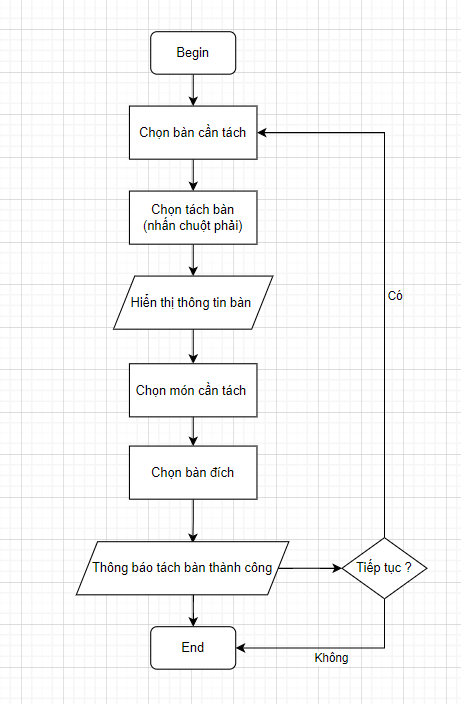 Begin
Chọn bàn cần tách
Chọn tách bàn
(nhấn chuột phải)
Hiển thị thông tin bàn
Có
Chọn món cần tách
Chọn bàn đích
Thông báo tách bàn thành công
Tiếp tục ?
End
Không